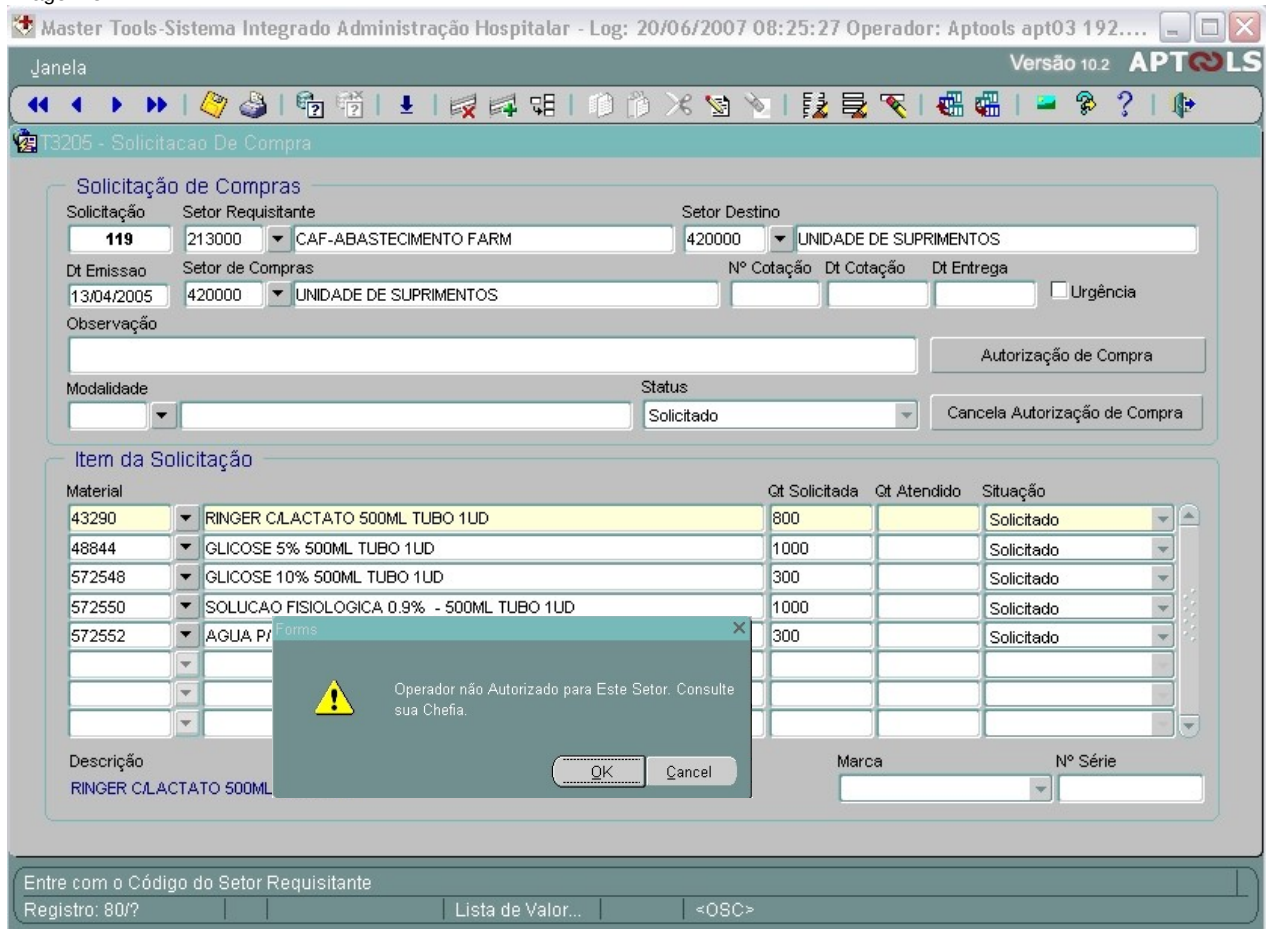 Master Tools-Sistema Integrado Administração Hospitalar - Log: 20/06/2007 08:25:27 Operador: Aptools apt03 192....
Janela
Versão 10.2 APTOOLS
T3205 - Solicitacao De Compra
Solicitação de Compras
Solicitação Setor Requisitante Setor Destino
119 213000 CAF-ABASTECIMENTO FARM 420000 UNIDADE DE SUPRIMENTOS
Dt Emissao Setor de Compras Nº Cotação Dt Cotação Dt Entrega
13/04/2005 420000 UNIDADE DE SUPRIMENTOS Urgência
Observação
Autorização de Compra
Modalidade Status
Solicitado Cancela Autorização de Compra
Item da Solicitação
Material Qt Solicitada Qt Atendido Situação
43290 RINGER C/LACTATO 500ML TUBO 1UD 800 Solicitado
48844 GLICOSE 5% 500ML TUBO 1UD 1000 Solicitado
572548 GLICOSE 10% 500ML TUBO 1UD 300 Solicitado
572550 SOLUCAO FISIOLOGICA 0.9% - 500ML TUBO 1UD 1000 Solicitado
572552 AGUA P/ 300 Solicitado
Forms
Operador não Autorizado para Este Setor. Consulte
sua Chefia.
OK Cancel
Descrição Marca Nº Série
RINGER C/LACTATO 500ML
Entre com o Código do Setor Requisitante
Registro: 80/? Lista de Valor... <OSC>